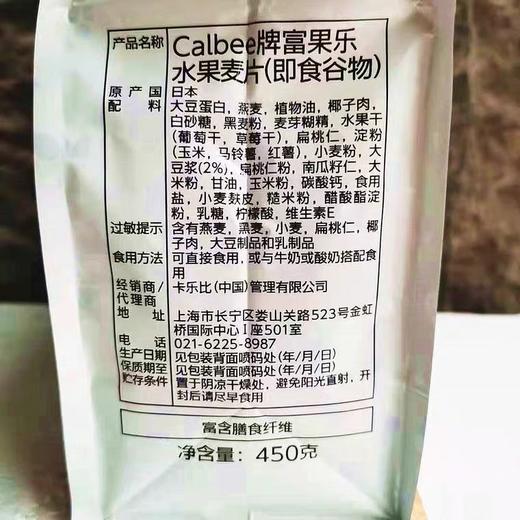 产品名称 Calbee牌富果乐
水果麦片(即食谷物)
原产国 日本
配料 大豆蛋白,燕麦,植物油,椰子肉,
白砂糖,黑麦粉,麦芽糊精,水果干
(葡萄干,草莓干),扁桃仁,淀粉
(玉米,马铃薯,红薯),小麦粉,大
豆浆(2%),扁桃仁粉,南瓜籽仁,大
米粉,甘油,玉米粉,碳酸钙,食用
盐,小麦麸皮,糙米粉,醋酸酯淀
粉,乳糖,柠檬酸,维生素E
过敏提示 含有燕麦,黑麦,小麦,扁桃仁,椰
子肉,大豆制品和乳制品
食用方法 可直接食用,或与牛奶或酸奶搭配食
用
经销商/ 卡乐比(中国)管理有限公司
代理商
地址 上海市长宁区娄山关路523号金虹
桥国际中心I座501室
电话 021-6225-8987
生产日期 见包装背面喷码处(年/月/日)
保质期至 见包装背面喷码处(年/月/日)
贮存条件 置于阴凉干燥处,避免阳光直射,开
封后请尽早食用
富含膳食纤维
净含量: 450克